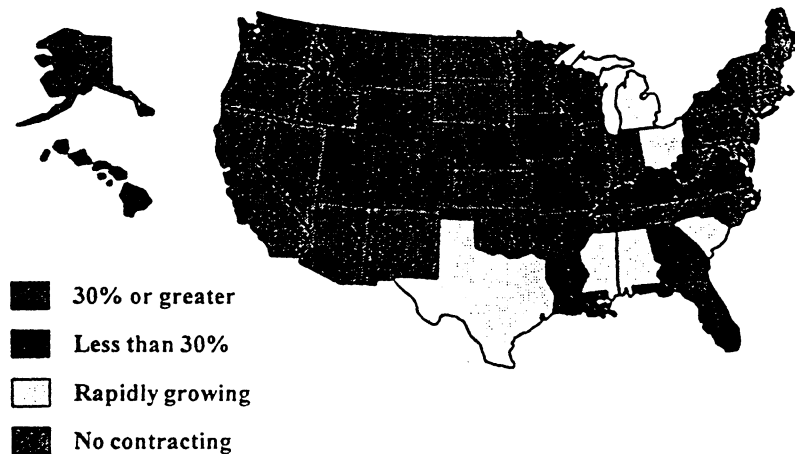 30% or greater
Less than 30%
Rapidly growing
No contracting